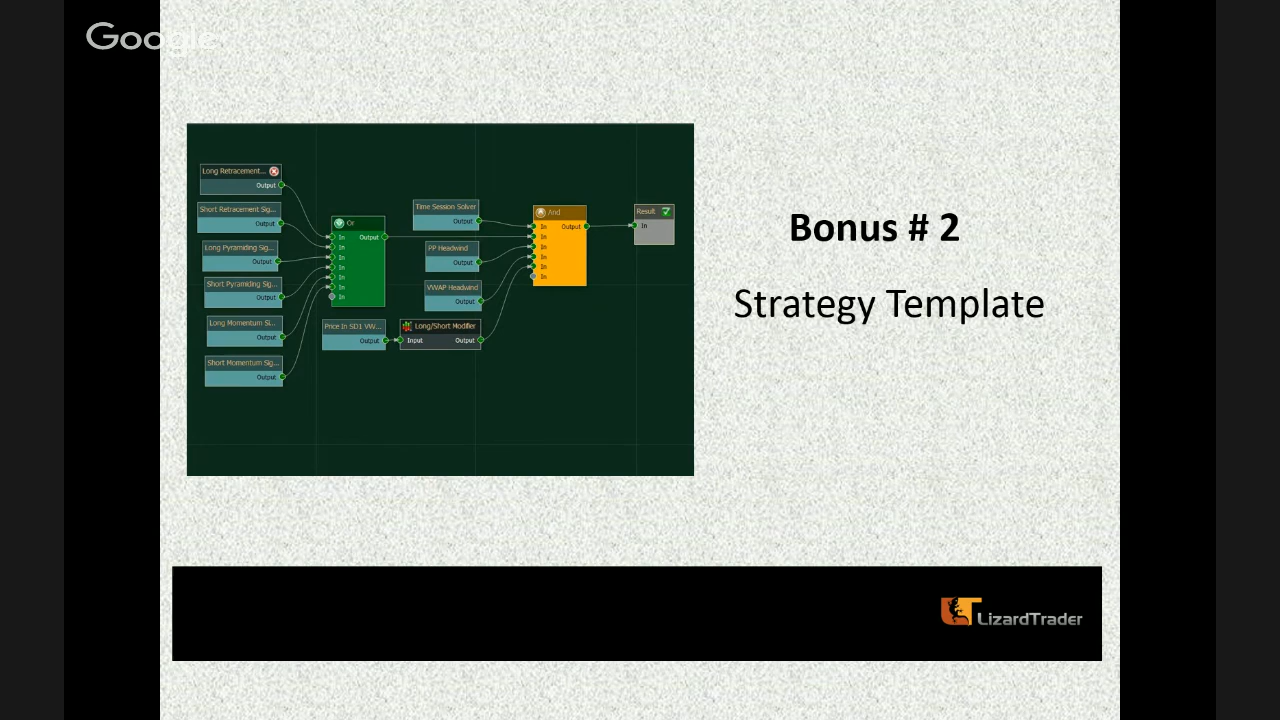 Google
Bonus # 2
Strategy Template
Long Retracement...
Output
Short Retracement Sig...
Output
Long Pyramiding Sig...
Output
Short Pyramiding Sig...
Output
Long Momentum Si...
Output
Short Momentum Sig...
Output
Or
In Output
In
In
In
In
In
In
Price In SD1 VW...
Output
Time Session Solver
Output
PP Headwind
Output
VWAP Headwind
Output
Long/Short Modifier
Input Output
And
In Output
In
In
In
In
In
Result
In
LizardTrader